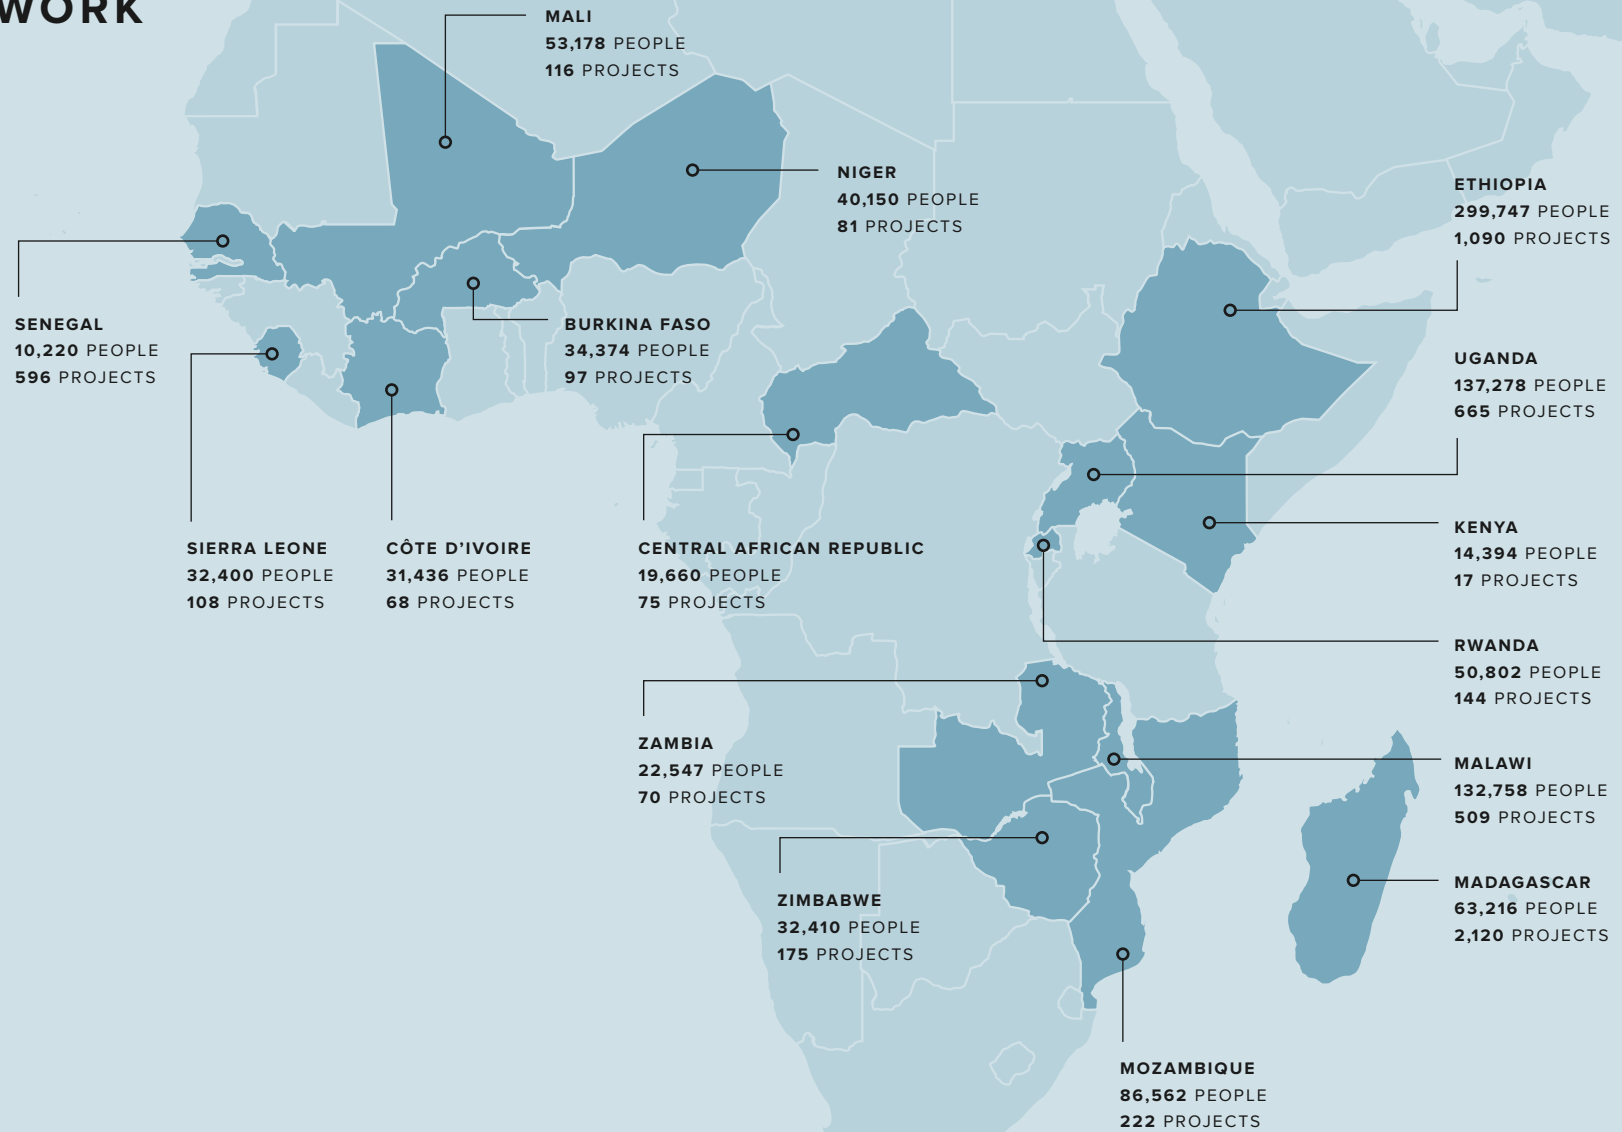 WORK
MALI
53,178 PEOPLE
116 PROJECTS
NIGER
40,150 PEOPLE
81 PROJECTS
ETHIOPIA
299,747 PEOPLE
1,090 PROJECTS
SENEGAL
10,220 PEOPLE
596 PROJECTS
BURKINA FASO
34,374 PEOPLE
97 PROJECTS
UGANDA
137,278 PEOPLE
665 PROJECTS
SIERRA LEONE
32,400 PEOPLE
108 PROJECTS
CÔTE D’IVOIRE
31,436 PEOPLE
68 PROJECTS
CENTRAL AFRICAN REPUBLIC
19,660 PEOPLE
75 PROJECTS
KENYA
14,394 PEOPLE
17 PROJECTS
RWANDA
50,802 PEOPLE
144 PROJECTS
ZAMBIA
22,547 PEOPLE
70 PROJECTS
MALAWI
132,758 PEOPLE
509 PROJECTS
ZIMBABWE
32,410 PEOPLE
175 PROJECTS
MADAGASCAR
63,216 PEOPLE
2,120 PROJECTS
MOZAMBIQUE
86,562 PEOPLE
222 PROJECTS